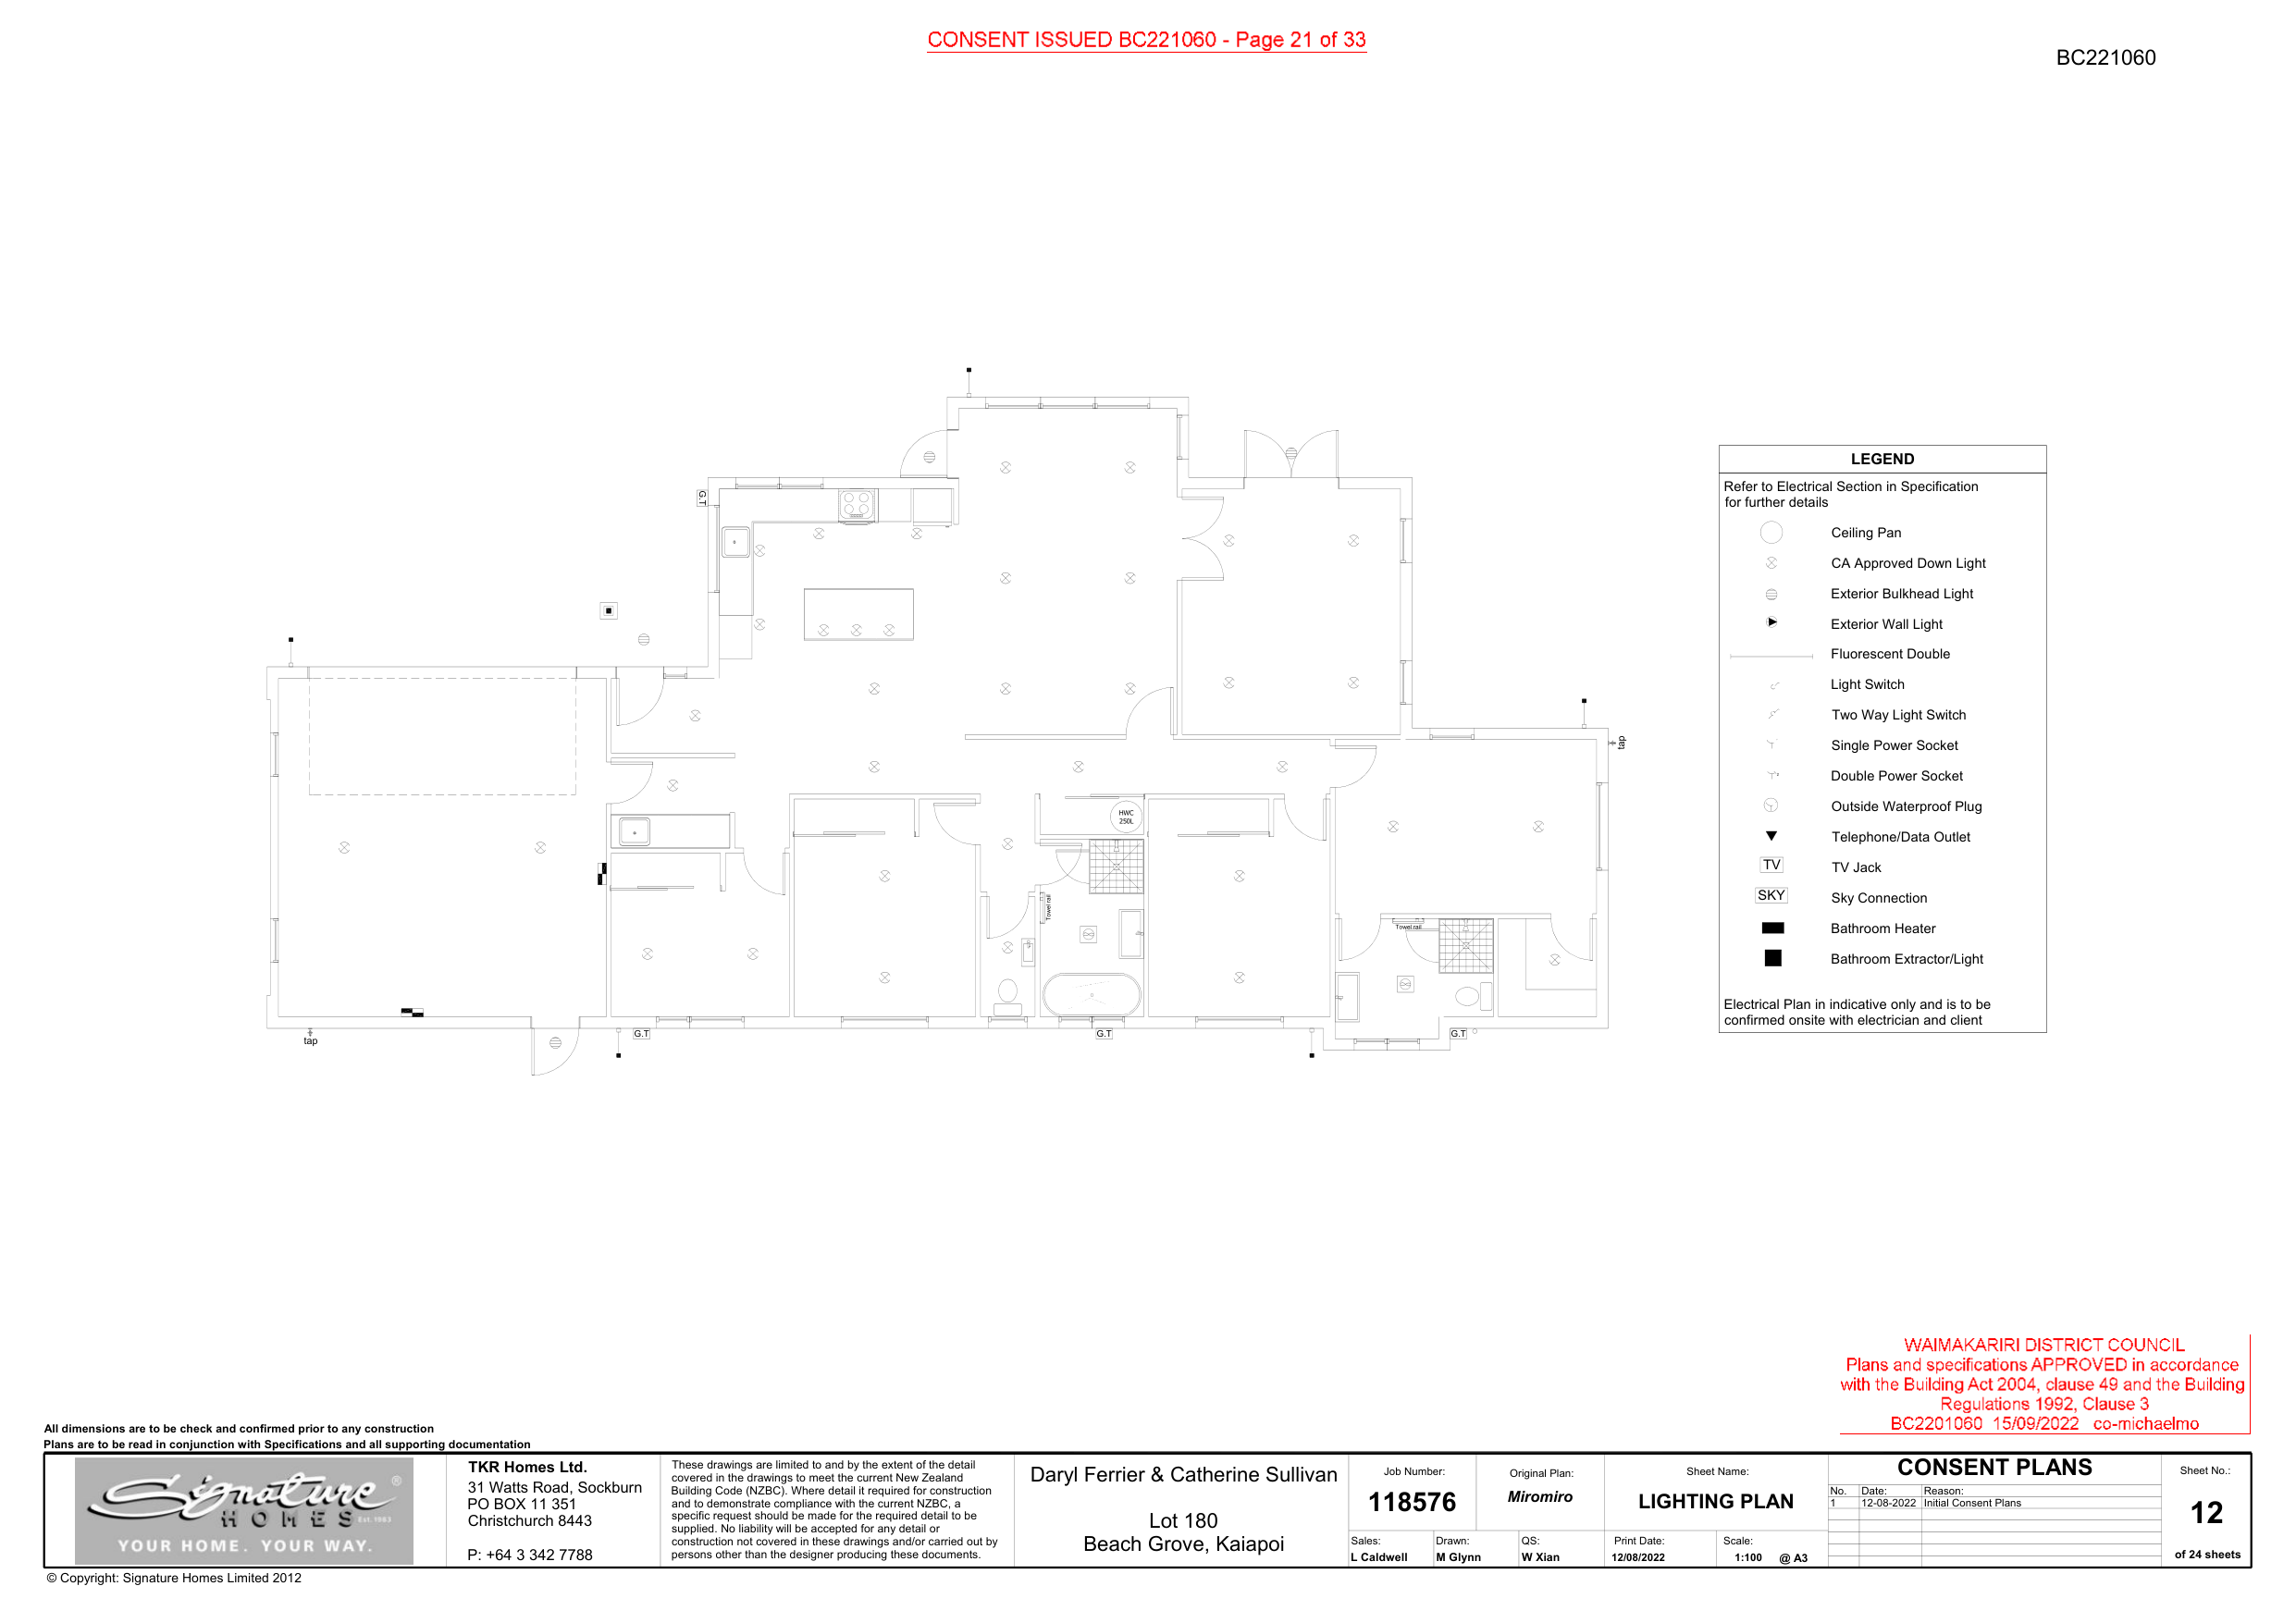 CONSENT ISSUED BC221060 - Page 21 of 33
BC221060
G.T
tap
HWC
250L
Towel rail
Towel rail
tap
G.T
G.T
G.T
LEGEND
Refer to Electrical Section in Specification
for further details
Ceiling Pan
CA Approved Down Light
Exterior Bulkhead Light
Exterior Wall Light
Fluorescent Double
Light Switch
Two Way Light Switch
Single Power Socket
Double Power Socket
Outside Waterproof Plug
Telephone/Data Outlet
TV TV Jack
SKY Sky Connection
Bathroom Heater
Bathroom Extractor/Light
Electrical Plan in indicative only and is to be
confirmed onsite with electrician and client
WAIMAKARIRI DISTRICT COUNCIL
Plans and specifications APPROVED in accordance
with the Building Act 2004, clause 49 and the Building
Regulations 1992, Clause 3
BC2201060 15/09/2022 co-michaelmo
All dimensions are to be check and confirmed prior to any construction
Plans are to be read in conjunction with Specifications and all supporting documentation
Signature ®
HOMES Est. 1983
YOUR HOME. YOUR WAY.
TKR Homes Ltd.
31 Watts Road, Sockburn
PO BOX 11 351
Christchurch 8443
P: +64 3 342 7788
These drawings are limited to and by the extent of the detail
covered in the drawings to meet the current New Zealand
Building Code (NZBC). Where detail it required for construction
and to demonstrate compliance with the current NZBC, a
specific request should be made for the required detail to be
supplied. No liability will be accepted for any detail or
construction not covered in these drawings and/or carried out by
persons other than the designer producing these documents.
Daryl Ferrier & Catherine Sullivan
Lot 180
Beach Grove, Kaiapoi
Job Number:
118576
Original Plan:
Miromiro
Sheet Name:
LIGHTING PLAN
Sales:
L Caldwell
Drawn:
M Glynn
QS:
W Xian
Print Date:
12/08/2022
Scale:
1:100 @ A3
CONSENT PLANS
No. Date: Reason:
1 12-08-2022 Initial Consent Plans
Sheet No.:
12
of 24 sheets
© Copyright: Signature Homes Limited 2012